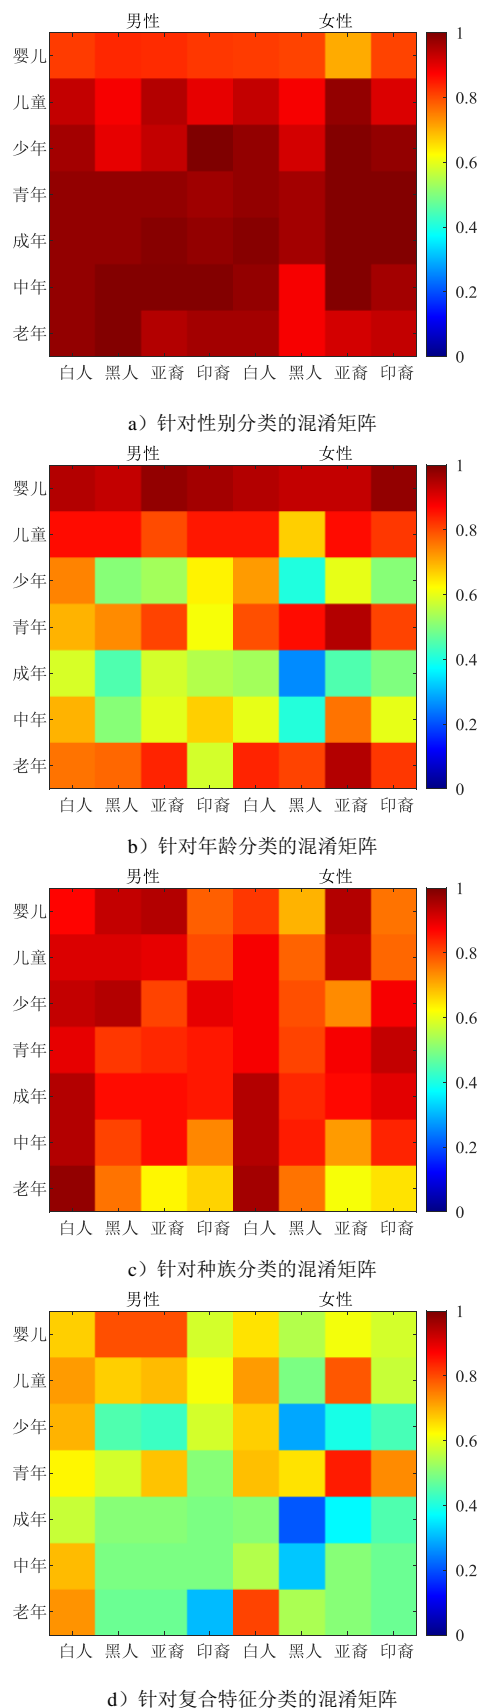 男性 女性
婴儿 1
儿童 0.8
少年 0.6
青年
成年 0.4
中年 0.2
老年 0
白人 黑人 亚裔 印裔 白人 黑人 亚裔 印裔
a）针对性别分类的混淆矩阵
男性 女性
婴儿 1
儿童 0.8
少年 0.6
青年
成年 0.4
中年 0.2
老年 0
白人 黑人 亚裔 印裔 白人 黑人 亚裔 印裔
b）针对年龄分类的混淆矩阵
男性 女性
婴儿 1
儿童 0.8
少年 0.6
青年
成年 0.4
中年 0.2
老年 0
白人 黑人 亚裔 印裔 白人 黑人 亚裔 印裔
c）针对种族分类的混淆矩阵
男性 女性
婴儿 1
儿童 0.8
少年 0.6
青年
成年 0.4
中年 0.2
老年 0
白人 黑人 亚裔 印裔 白人 黑人 亚裔 印裔
d）针对复合特征分类的混淆矩阵